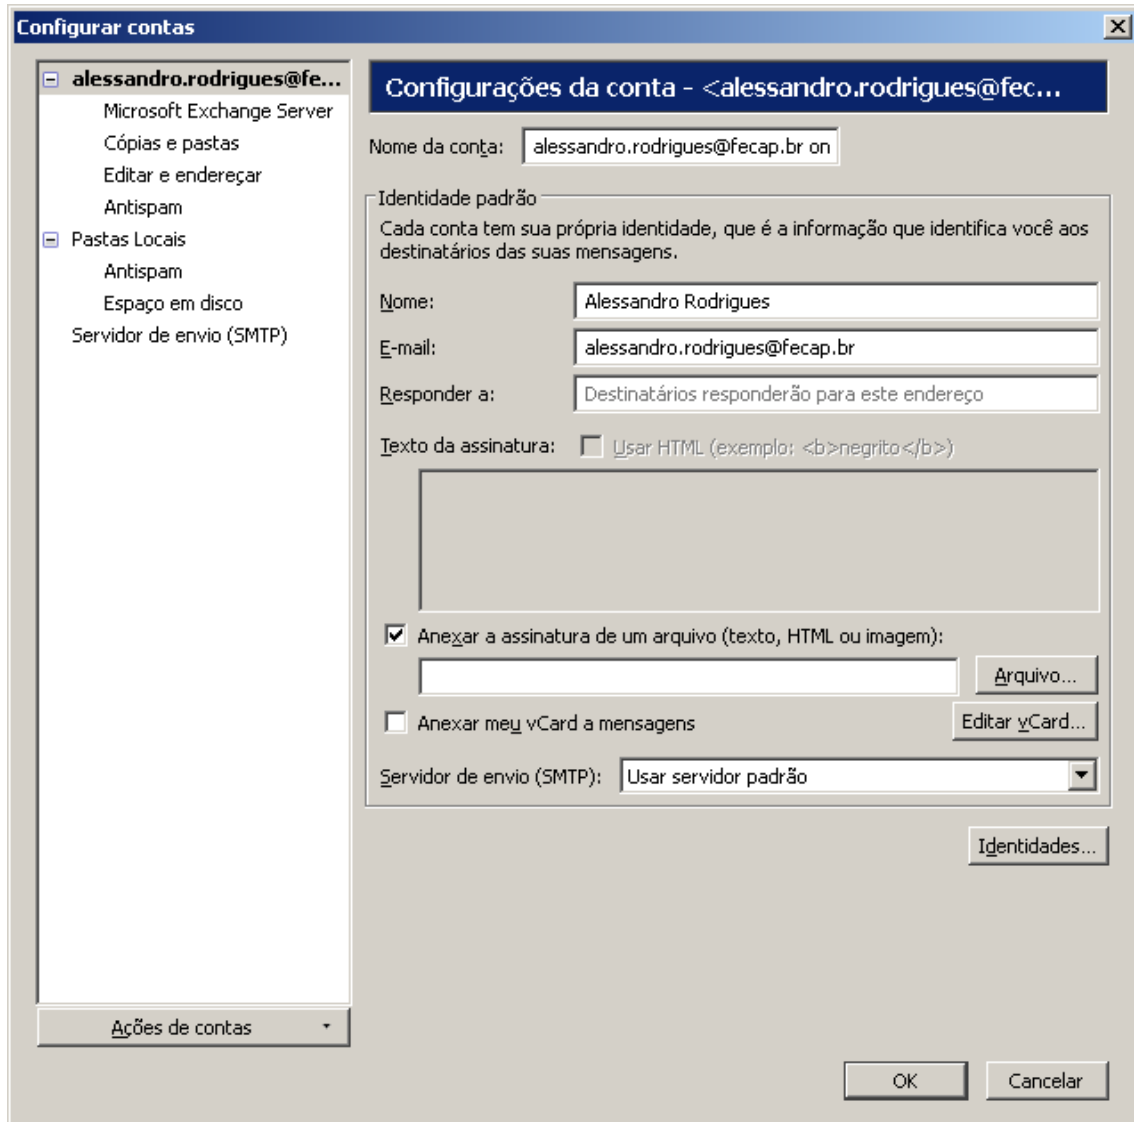 Configurar contas
alessandro.rodrigues@fe...
Microsoft Exchange Server
Cópias e pastas
Editar e endereçar
Antispam
Pastas Locais
Antispam
Espaço em disco
Servidor de envio (SMTP)
Ações de contas
Configurações da conta - <alessandro.rodrigues@fec...
Nome da conta: alessandro.rodrigues@fecap.br on
Identidade padrão
Cada conta tem sua própria identidade, que é a informação que identifica você aos
destinatários das suas mensagens.
Nome: Alessandro Rodrigues
E-mail: alessandro.rodrigues@fecap.br
Responder a: Destinatários responderão para este endereço
Texto da assinatura: Usar HTML (exemplo: <b>negrito</b>)
Anexar a assinatura de um arquivo (texto, HTML ou imagem):
Arquivo...
Anexar meu vCard a mensagens Editar vCard...
Servidor de envio (SMTP): Usar servidor padrão
Identidades...
OK Cancelar